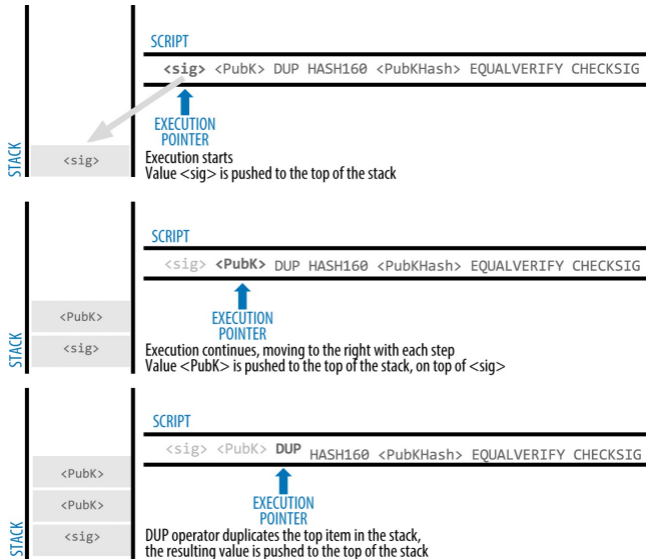 SCRIPT
<sig> <PubK> DUP HASH160 <PubKHash> EQUALVERIFY CHECKSIG
EXECUTION
POINTER
STACK
<sig>
Execution starts
Value <sig> is pushed to the top of the stack
SCRIPT
<sig> <PubK> DUP HASH160 <PubKHash> EQUALVERIFY CHECKSIG
EXECUTION
POINTER
STACK
<PubK>
<sig>
Execution continues, moving to the right with each step
Value <PubK> is pushed to the top of the stack, on top of <sig>
SCRIPT
<sig> <PubK> DUP HASH160 <PubKHash> EQUALVERIFY CHECKSIG
EXECUTION
POINTER
STACK
<PubK>
<PubK>
<sig>
DUP operator duplicates the top item in the stack,
the resulting value is pushed to the top of the stack